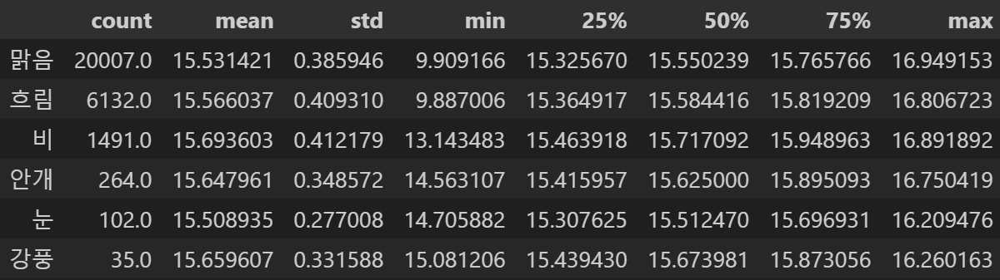 count mean std min 25% 50% 75% max
맑음 20007.0 15.531421 0.385946 9.909166 15.325670 15.550239 15.765766 16.949153
흐림 6132.0 15.566037 0.409310 9.887006 15.364917 15.584416 15.819209 16.806723
비 1491.0 15.693603 0.412179 13.143483 15.463918 15.717092 15.948963 16.891892
안개 264.0 15.647961 0.348572 14.563107 15.415957 15.625000 15.895093 16.750419
눈 102.0 15.508935 0.277008 14.705882 15.307625 15.512470 15.696931 16.209476
강풍 35.0 15.659607 0.331588 15.081206 15.439430 15.673981 15.873056 16.260163